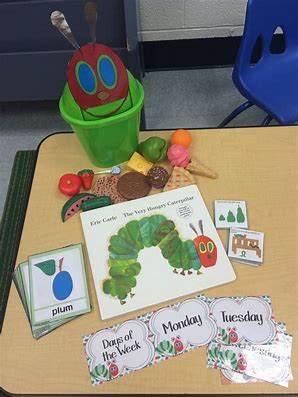 Eric Carle The Very Hungry Caterpillar
plum
Days of
the Week
Monday
Tuesday